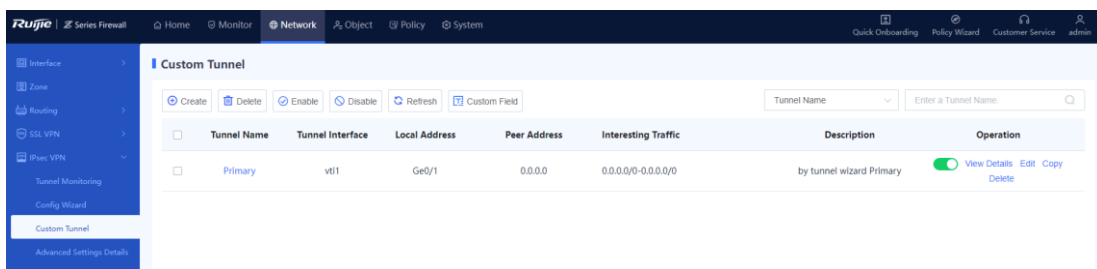 Ruijie | Z Series Firewall Home Monitor Network Object Policy System Quick Onboarding Policy Wizard Customer Service admin
Interface
Zone
Routing
SSL VPN
IPsec VPN
Tunnel Monitoring
Config Wizard
Custom Tunnel
Advanced Settings Details
Custom Tunnel
Create Delete Enable Disable Refresh Custom Field Tunnel Name Enter a Tunnel Name.
Tunnel Name Tunnel Interface Local Address Peer Address Interesting Traffic Description Operation
Primary vti1 Ge0/1 0.0.0.0 0.0.0.0/0-0.0.0.0/0 by tunnel wizard Primary View Details Edit Copy
Delete